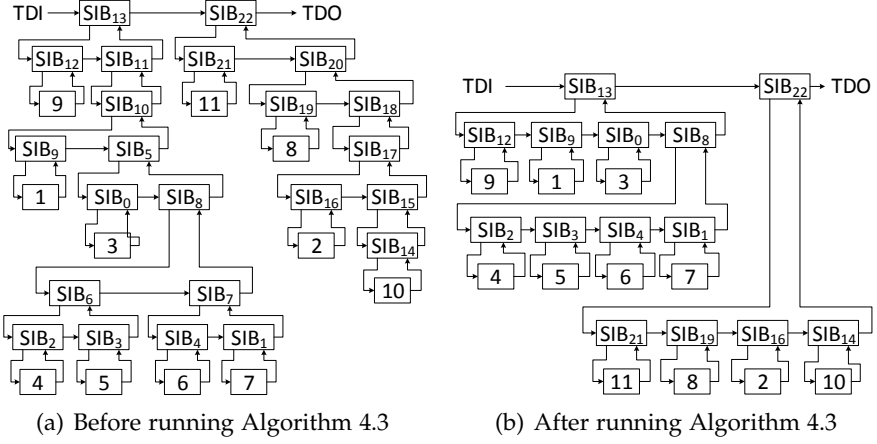 TDI SIB13 SIB22 TDO
SIB12 SIB11 SIB21 SIB20
9 SIB10 11 SIB19 SIB18
SIB9 SIB5 8 SIB17
1 SIB0 SIB8 SIB16 SIB15
3 2 SIB14
10
SIB6 SIB7
SIB2 SIB3 SIB4 SIB1
4 5 6 7
(a) Before running Algorithm 4.3
TDI SIB13 SIB22 TDO
SIB12 SIB9 SIB0 SIB8
9 1 3
SIB2 SIB3 SIB4 SIB1
4 5 6 7
SIB21 SIB19 SIB16 SIB14
11 8 2 10
(b) After running Algorithm 4.3